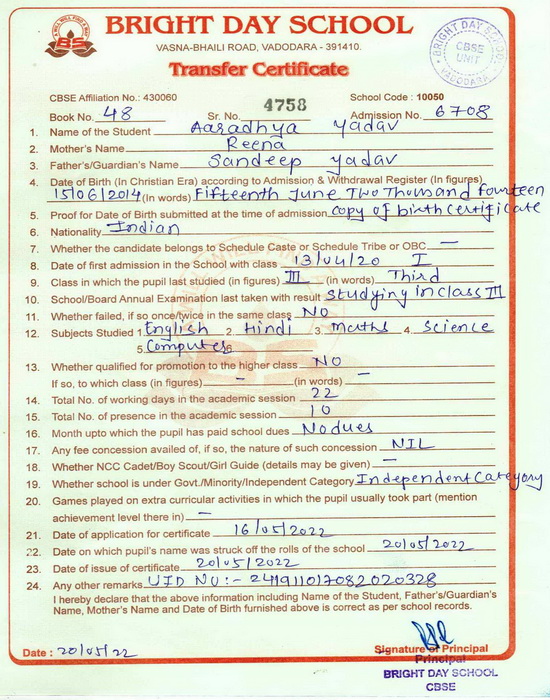 BRIGHT DAY SCHOOL
VASNA-BHAILI ROAD, VADODARA - 391410.
Transfer Certificate
BRIGHT DAY SCHOOL CBSE UNIT VADODARA
CBSE Affiliation No.: 430060 School Code : 10050
Book No. 48 Sr. No. 4758 Admission No. 6708
1. Name of the Student Aaradhya Yadav
2. Mother's Name Reena
3. Father's/Guardian's Name Sandeep yadav
4. Date of Birth (In Christian Era) according to Admission & Withdrawal Register (In figures)
15/06/2014 (in words) Fifteenth June Two Thousand Fourteen
5. Proof for Date of Birth submitted at the time of admission copy of birth certificate
6. Nationality Indian
7. Whether the candidate belongs to Schedule Caste or Schedule Tribe or OBC —
8. Date of first admission in the School with class 13/04/20 I
9. Class in which the pupil last studied (in figures) III (in words) Third
10. School/Board Annual Examination last taken with result studying in class III
11. Whether failed, if so once/twice in the same class NO
12. Subjects Studied 1. English 2. Hindi 3. maths 4. Science
5. Computer 6.
13. Whether qualified for promotion to the higher class NO
If so, to which class (in figures) — (in words) —
14. Total No. of working days in the academic session 22
15. Total No. of presence in the academic session 10
16. Month upto which the pupil has paid school dues No dues
17. Any fee concession availed of, if so, the nature of such concession NIL
18. Whether NCC Cadet/Boy Scout/Girl Guide (details may be given) —
19. Whether school is under Govt./Minority/Independent Category Independent Category
20. Games played on extra curricular activities in which the pupil usually took part (mention
achievement level there in) —
21. Date of application for certificate 16/05/2022
22. Date on which pupil's name was struck off the rolls of the school 20/05/2022
23. Date of issue of certificate 20/05/2022
24. Any other remarks UID NU:- 241911017082020328
I hereby declare that the above information including Name of the Student, Father's/Guardian's
Name, Mother's Name and Date of Birth furnished above is correct as per school records.
Date : 20/05/22 Signature of Principal
Principal
BRIGHT DAY SCHOOL
CBSE